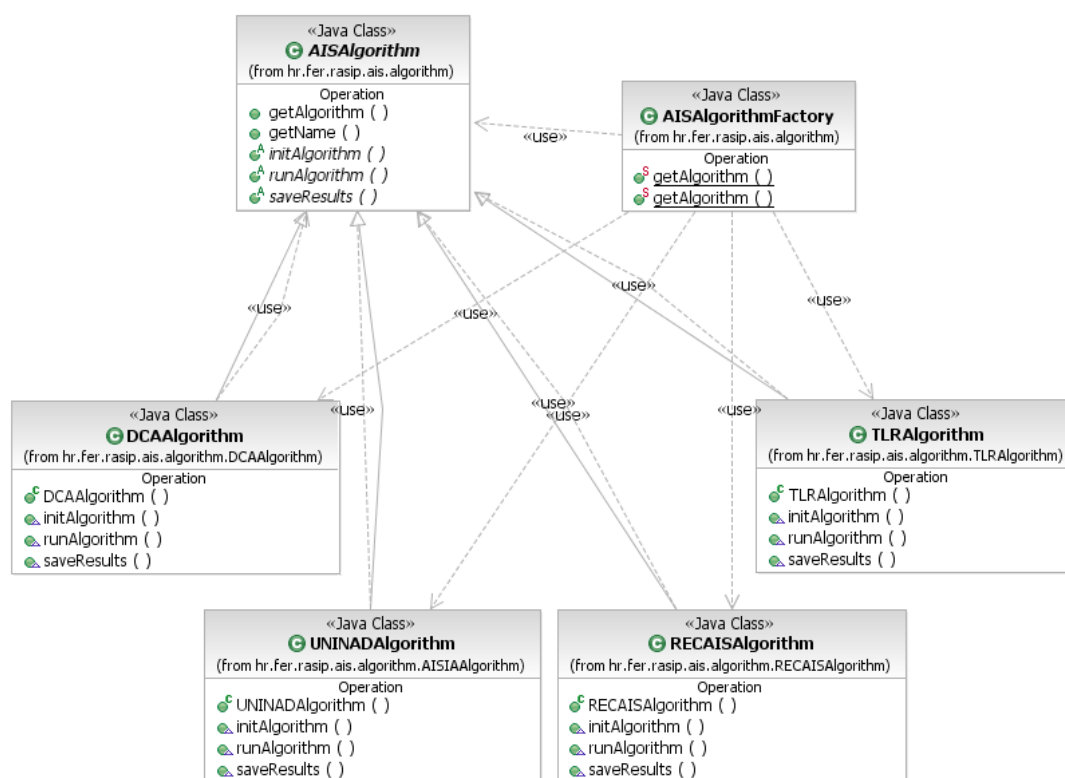 «Java Class»
AISAlgorithm
(from hr.fer.rasip.ais.algorithm)
Operation
getAlgorithm ( )
getName ( )
initAlgorithm ( )
runAlgorithm ( )
saveResults ( )
«Java Class»
AISAlgorithmFactory
(from hr.fer.rasip.ais.algorithm)
Operation
getAlgorithm ( )
getAlgorithm ( )
«use»
«use»
«use»
«use»
«use»
«use»
«use»
«use»
«use»
«Java Class»
DCAAlgorithm
(from hr.fer.rasip.ais.algorithm.DCAAlgorithm)
Operation
DCAAlgorithm ( )
initAlgorithm ( )
runAlgorithm ( )
saveResults ( )
«Java Class»
TLRAlgorithm
(from hr.fer.rasip.ais.algorithm.TLRAlgorithm)
Operation
TLRAlgorithm ( )
initAlgorithm ( )
runAlgorithm ( )
saveResults ( )
«Java Class»
UNINADAlgorithm
(from hr.fer.rasip.ais.algorithm.AISIAAlgorithm)
Operation
UNINADAlgorithm ( )
initAlgorithm ( )
runAlgorithm ( )
saveResults ( )
«Java Class»
RECAISAlgorithm
(from hr.fer.rasip.ais.algorithm.RECAISAlgorithm)
Operation
RECAISAlgorithm ( )
initAlgorithm ( )
runAlgorithm ( )
saveResults ( )